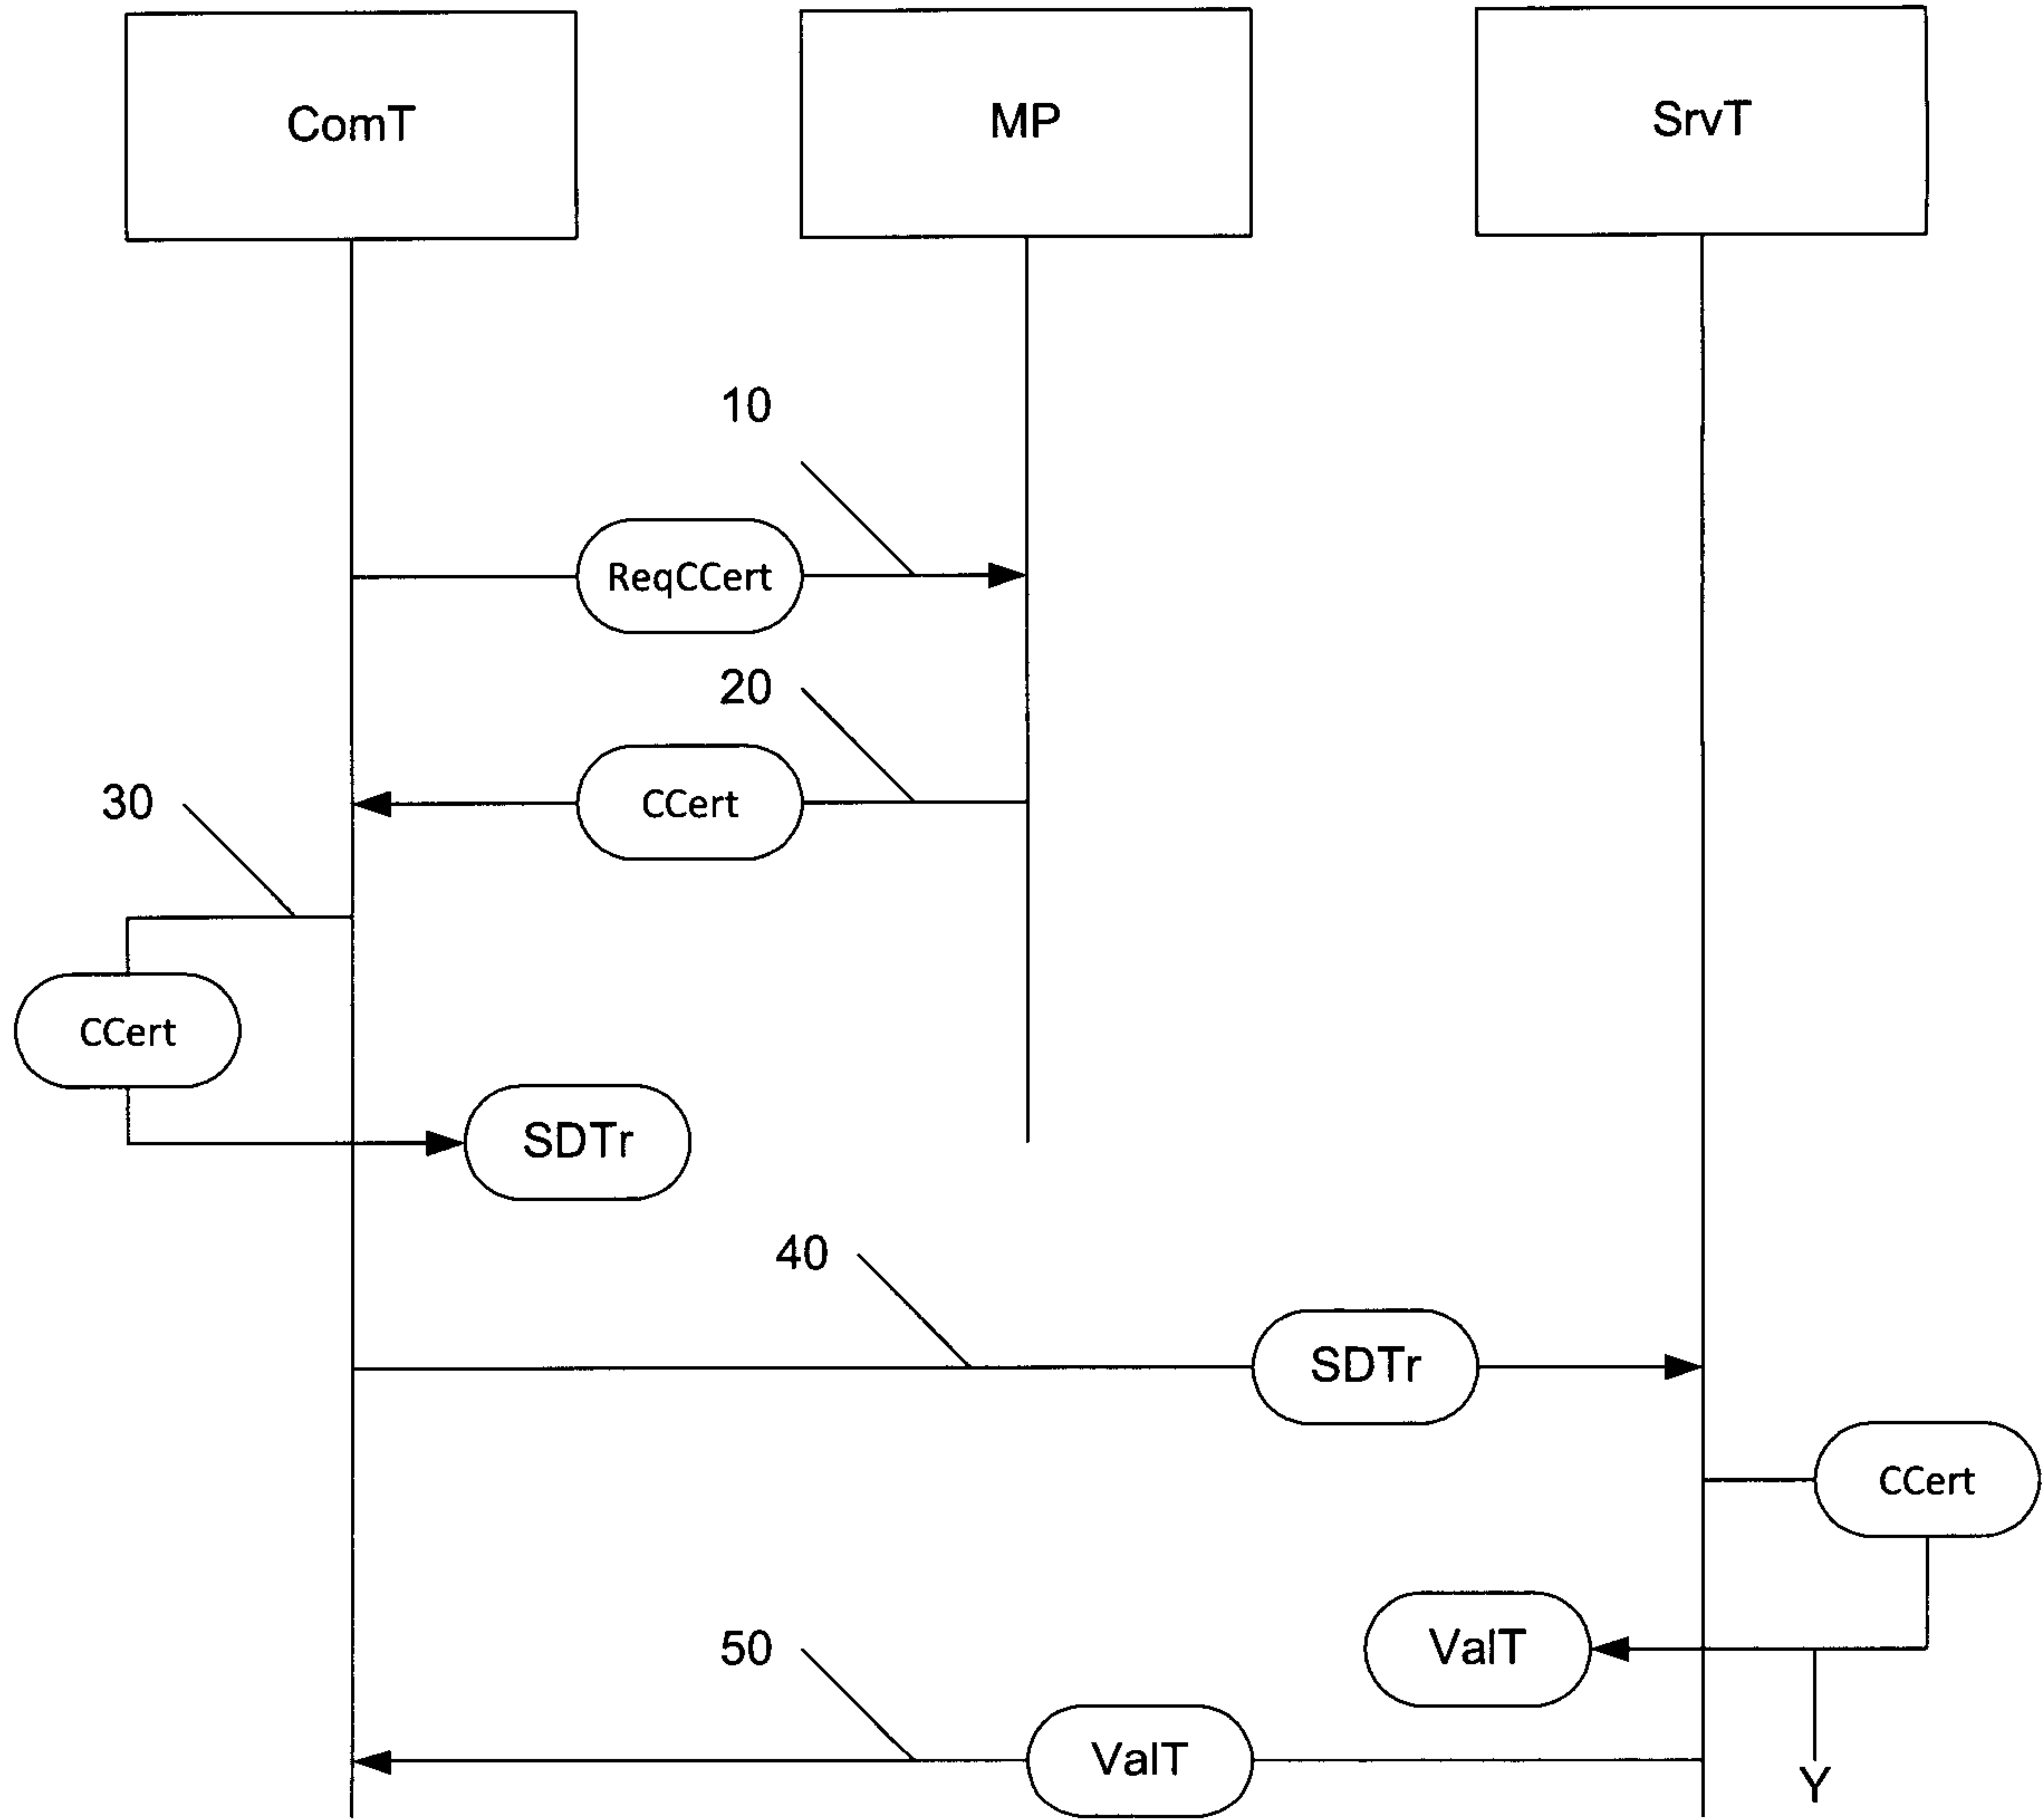 ComT
MP
SrvT
10
ReqCCert
20
CCert
30
CCert
SDTr
40
SDTr
CCert
ValT
50
ValT
Y